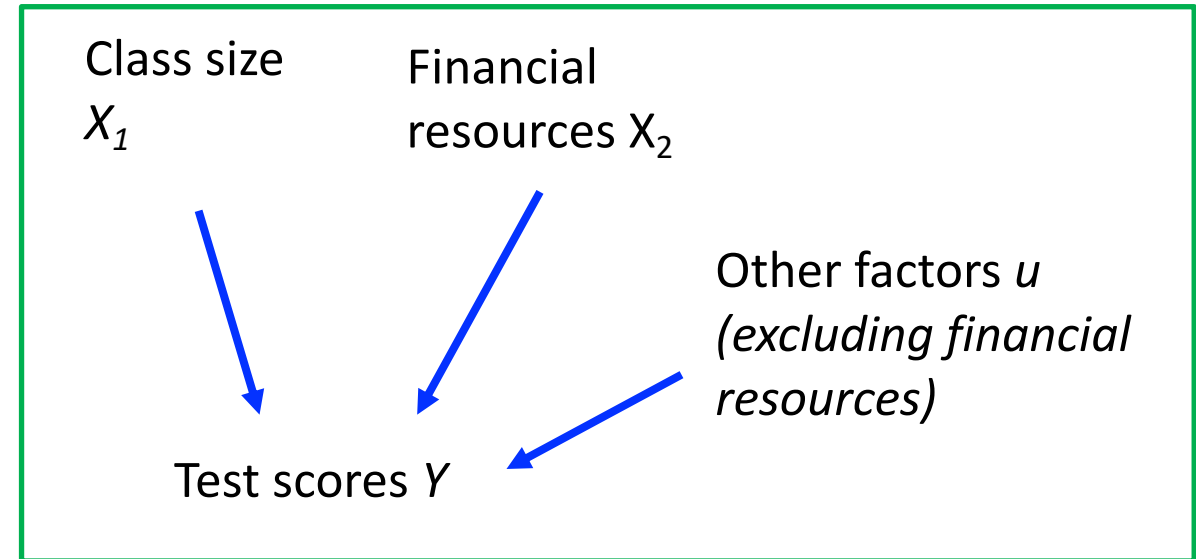 Class size
X₁
Financial
resources X₂
Other factors u
(excluding financial
resources)
Test scores Y